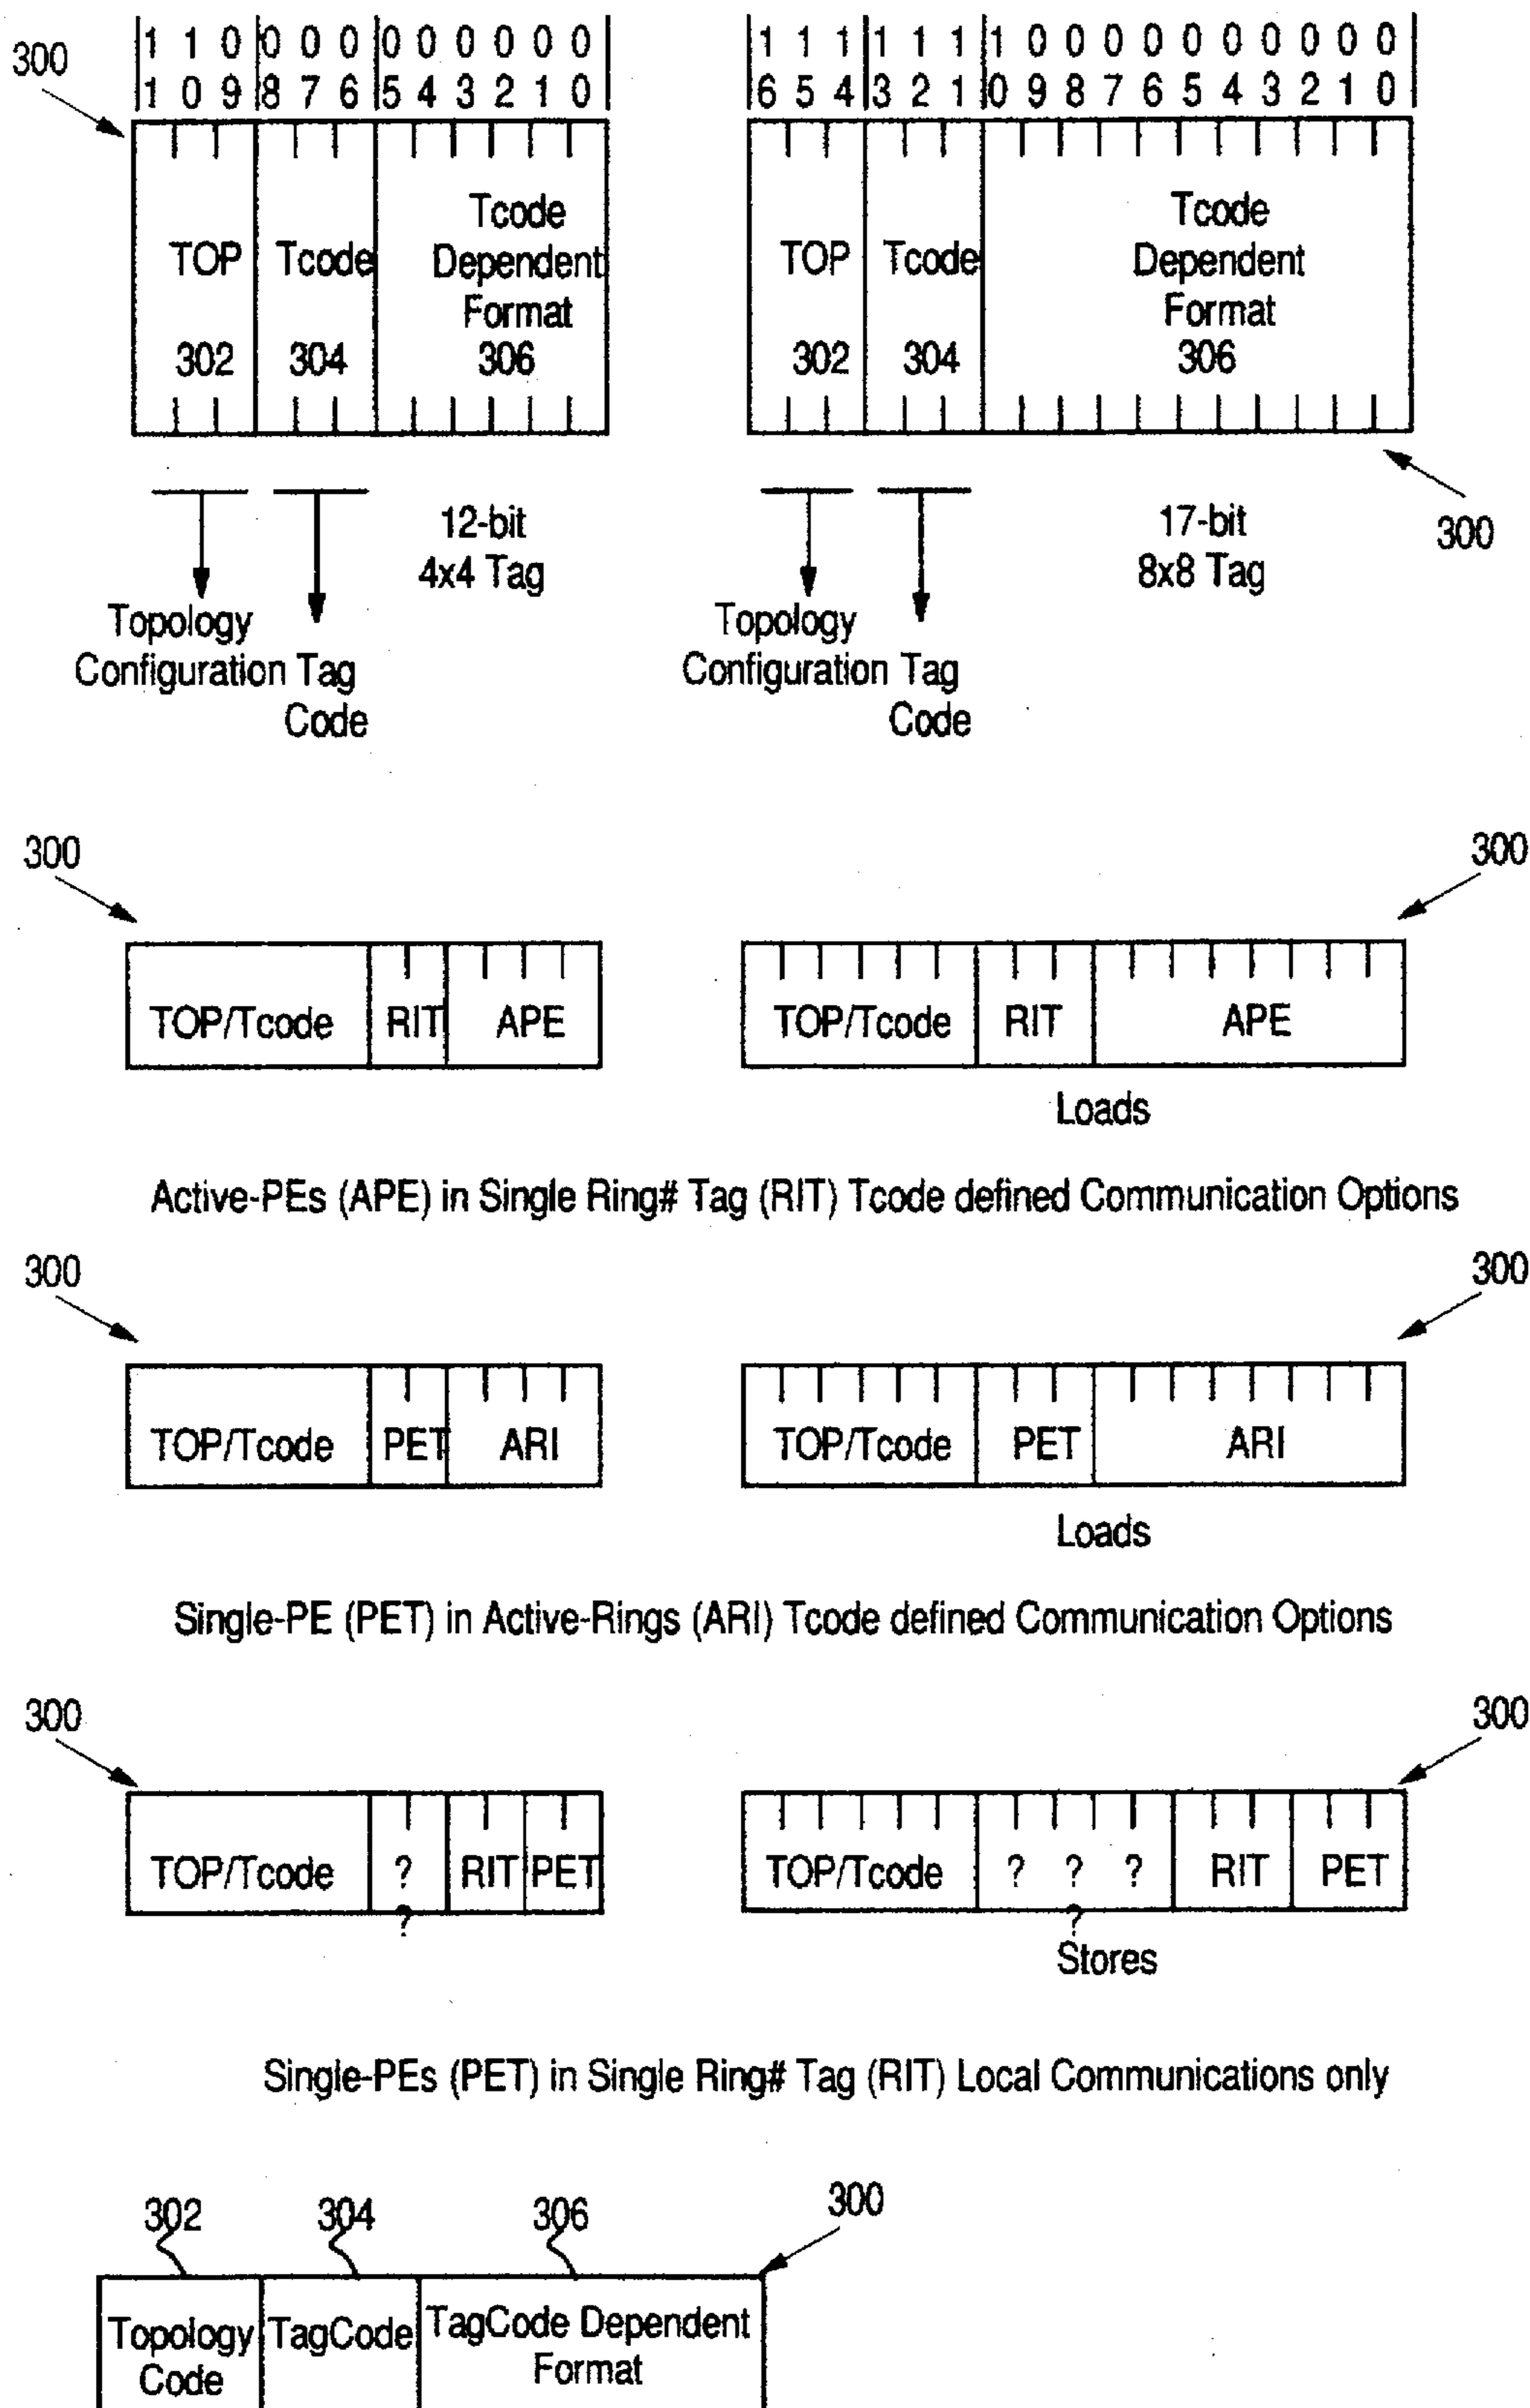 1 1 0 0 0 0 0 0 0 0 0 0
1 0 9 8 7 6 5 4 3 2 1 0
1 1 1 1 1 1 1 0 0 0 0 0 0 0 0 0 0
6 5 4 3 2 1 0 9 8 7 6 5 4 3 2 1 0
300
TOP
302
Tcode
304
Tcode
Dependent
Format
306
TOP
302
Tcode
304
Tcode
Dependent
Format
306
300
Topology
Configuration
Tag
Code
12-bit
4x4 Tag
Topology
Configuration
Tag
Code
17-bit
8x8 Tag
300
300
TOP/Tcode RIT APE
TOP/Tcode RIT APE
Loads
Active-PEs (APE) in Single Ring# Tag (RIT) Tcode defined Communication Options
300
300
TOP/Tcode PET ARI
TOP/Tcode PET ARI
Loads
Single-PE (PET) in Active-Rings (ARI) Tcode defined Communication Options
300
300
TOP/Tcode ? RIT PET
?
TOP/Tcode ? ? ? RIT PET
?
Stores
Single-PEs (PET) in Single Ring# Tag (RIT) Local Communications only
302
304
306
300
Topology
Code
TagCode
TagCode Dependent
Format